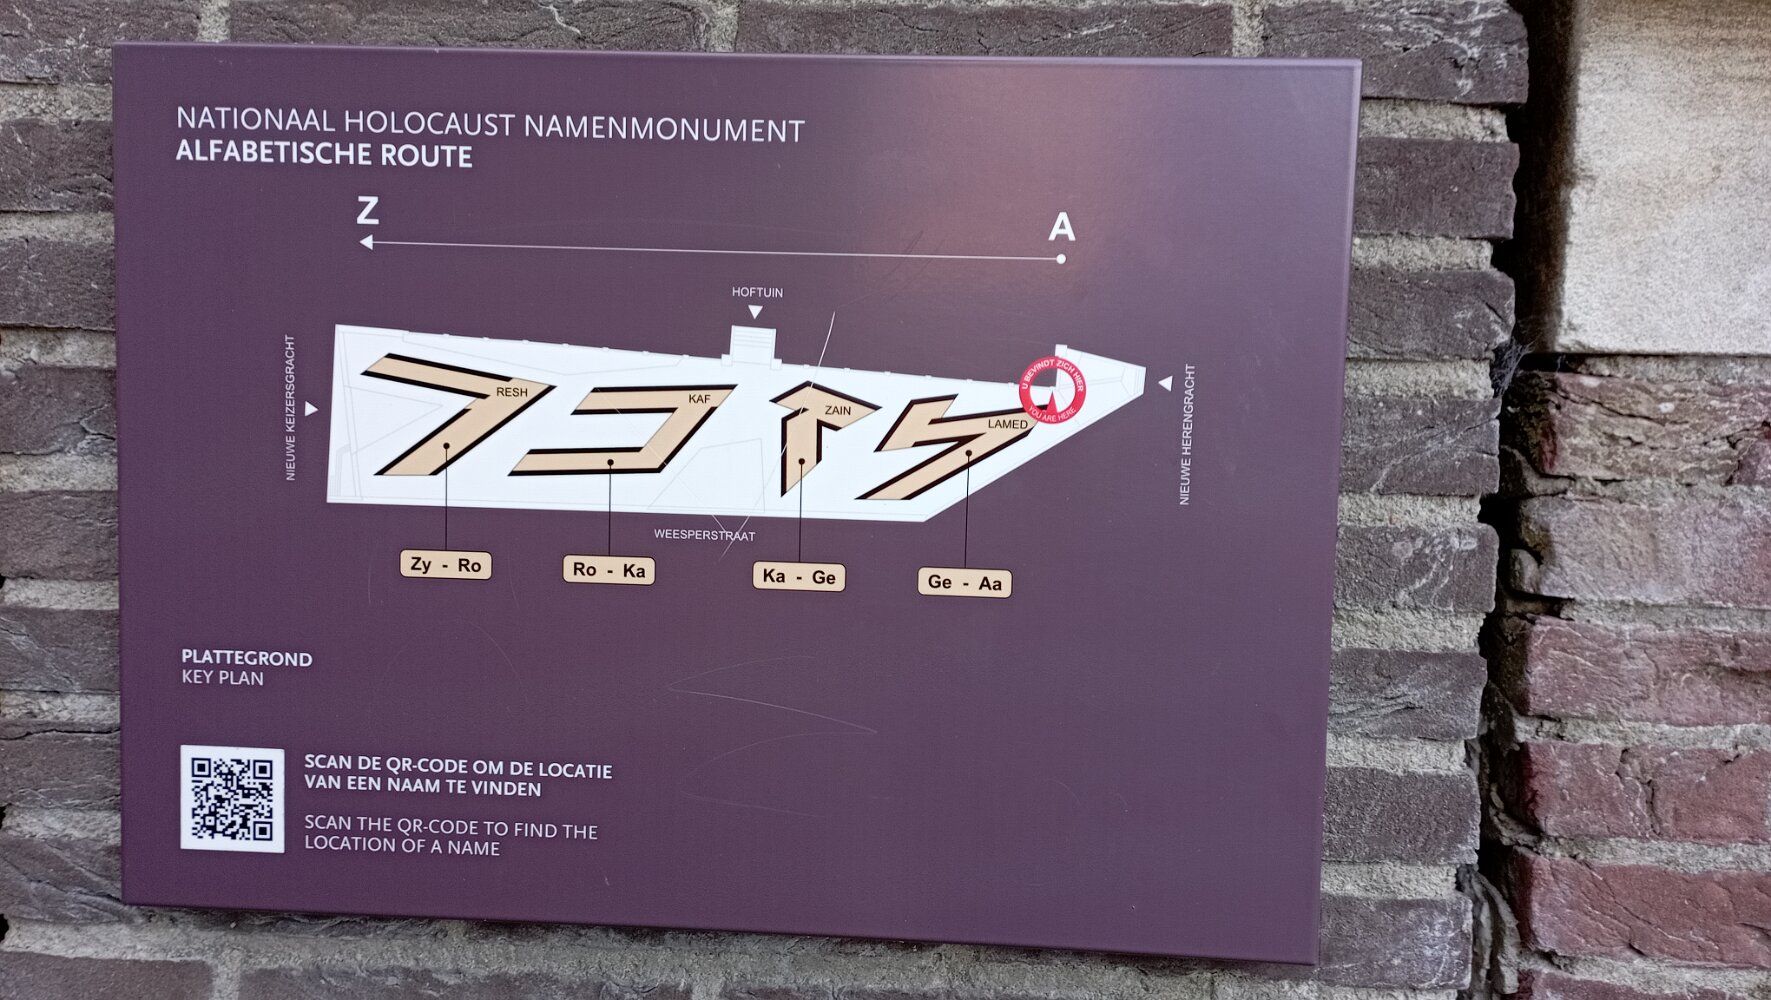 NATIONAAL HOLOCAUST NAMENMONUMENT
ALFABETISCHE ROUTE
Z
A
HOFTUIN
NIEUWE KEIZERSGRACHT
RESH
KAF
ZAIN
LAMED
U BEVINDT ZICH HIER
YOU ARE HERE
NIEUWE HERENGRACHT
WEESPERSTRAAT
Zy - Ro
Ro - Ka
Ka - Ge
Ge - Aa
PLATTEGROND
KEY PLAN
SCAN DE QR-CODE OM DE LOCATIE
VAN EEN NAAM TE VINDEN
SCAN THE QR-CODE TO FIND THE
LOCATION OF A NAME